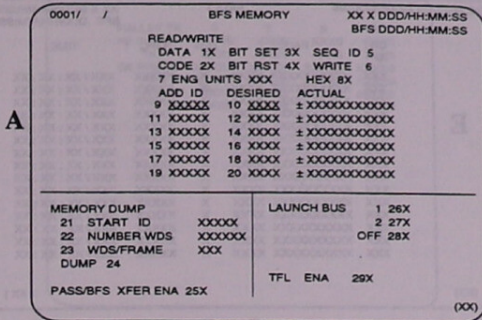 0001/ / BFS MEMORY XX X DDD/HH:MM:SS
BFS DDD/HH:MM:SS
READ/WRITE
DATA 1X BIT SET 3X SEQ ID 5
CODE 2X BIT RST 4X WRITE 6
7 ENG UNITS XXX HEX 8X
ADD ID DESIRED ACTUAL
9 XXXXX 10 XXXX ±XXXXXXXXXXX
11 XXXXX 12 XXXX ±XXXXXXXXXXX
13 XXXXX 14 XXXX ±XXXXXXXXXXX
15 XXXXX 16 XXXX ±XXXXXXXXXXX
17 XXXXX 18 XXXX ±XXXXXXXXXXX
19 XXXXX 20 XXXX ±XXXXXXXXXXX
A
MEMORY DUMP
21 START ID XXXXX
22 NUMBER WDS XXXXXX
23 WDS/FRAME XXX
DUMP 24
PASS/BFS XFER ENA 25X
LAUNCH BUS 1 26X
2 27X
OFF 28X
TFL ENA 29X
(XX)